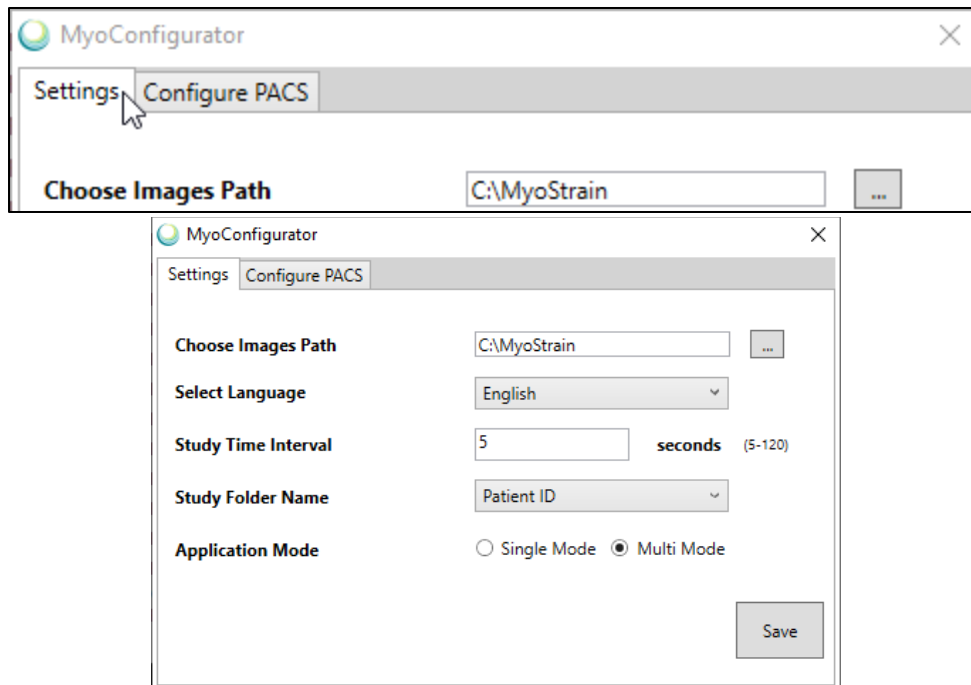 MyoConfigurator
Settings Configure PACS
Choose Images Path C:\MyoStrain ...
MyoConfigurator
Settings Configure PACS
Choose Images Path C:\MyoStrain ...
Select Language English
Study Time Interval 5 seconds (5-120)
Study Folder Name Patient ID
Application Mode Single Mode Multi Mode
Save